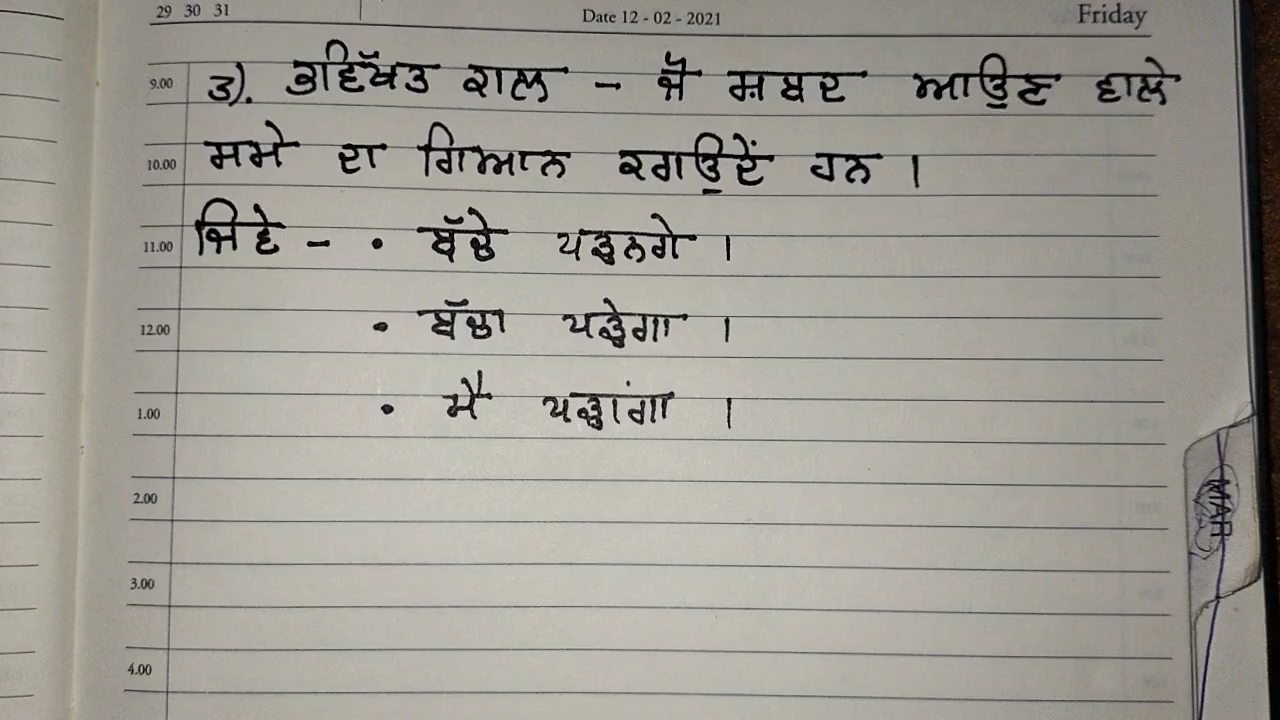 29 30 31
Date 12 - 02 - 2021
Friday
9.00 ੩). ਭਵਿੱਖਤ ਕਾਲ - ਜੋ ਸ਼ਬਦ ਆਉਣ ਵਾਲੇ
10.00 ਸਮੇ ਦਾ ਗਿਆਨ ਕਰਾਉਂਦੇਂ ਹਨ ।
11.00 ਜਿਵੇ - • ਬੱਚੇ ਪੜ੍ਹਨਗੇ ।
12.00 • ਬੱਚਾ ਪੜ੍ਹੇਗਾ ।
1.00 • ਮੈ ਪੜ੍ਹਾਂਗਾ ।
2.00
3.00
4.00
MAR